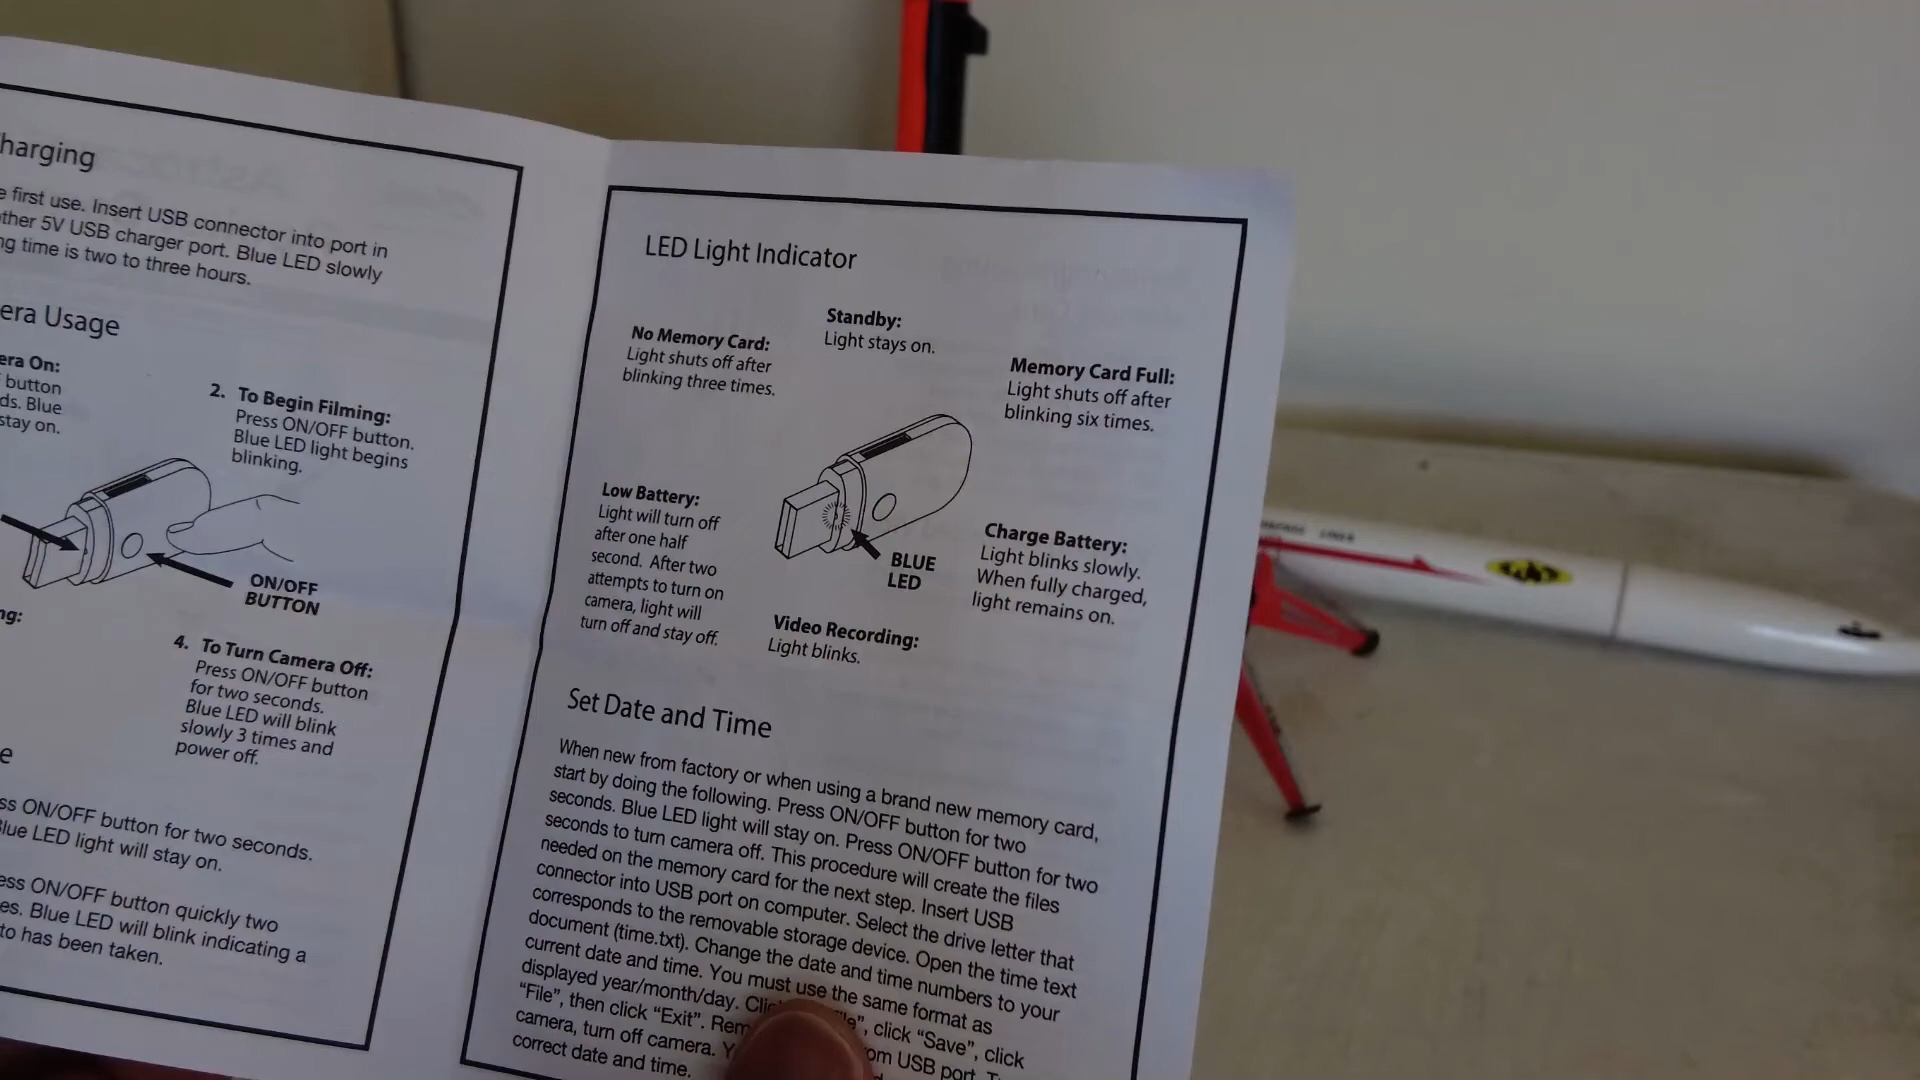 harging
e first use. Insert USB connector into port in
ther 5V USB charger port. Blue LED slowly
ng time is two to three hours.
era Usage
era On:
button
ds. Blue
stay on.
2. To Begin Filming:
Press ON/OFF button.
Blue LED light begins
blinking.
ON/OFF
BUTTON
ng:
4. To Turn Camera Off:
Press ON/OFF button
for two seconds.
Blue LED will blink
slowly 3 times and
power off.
e
ss ON/OFF button for two seconds.
lue LED light will stay on.
ess ON/OFF button quickly two
es. Blue LED will blink indicating a
to has been taken.
LED Light Indicator
No Memory Card:
Light shuts off after
blinking three times.
Standby:
Light stays on.
Memory Card Full:
Light shuts off after
blinking six times.
Low Battery:
Light will turn off
after one half
second. After two
attempts to turn on
camera, light will
turn off and stay off.
BLUE
LED
Charge Battery:
Light blinks slowly.
When fully charged,
light remains on.
Video Recording:
Light blinks.
Set Date and Time
When new from factory or when using a brand new memory card,
start by doing the following. Press ON/OFF button for two
seconds. Blue LED light will stay on. Press ON/OFF button for two
seconds to turn camera off. This procedure will create the files
needed on the memory card for the next step. Insert USB
connector into USB port on computer. Select the drive letter that
corresponds to the removable storage device. Open the time text
document (time.txt). Change the date and time numbers to your
current date and time. You must use the same format as
displayed year/month/day. Clic le", click "Save", click
"File", then click "Exit". Rem om USB port. T
camera, turn off camera. Y
correct date and time.